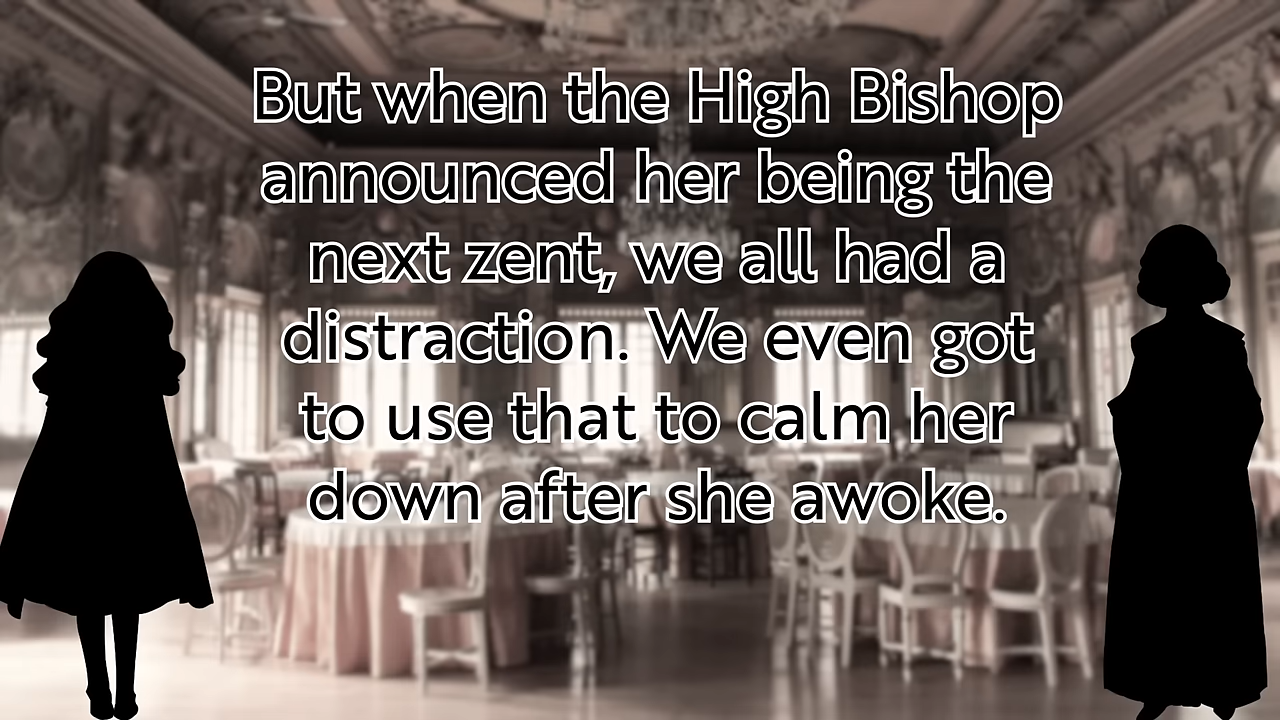 But when the High Bishop
announced her being the
next zent, we all had a
distraction. We even got
to use that to calm her
down after she awoke.